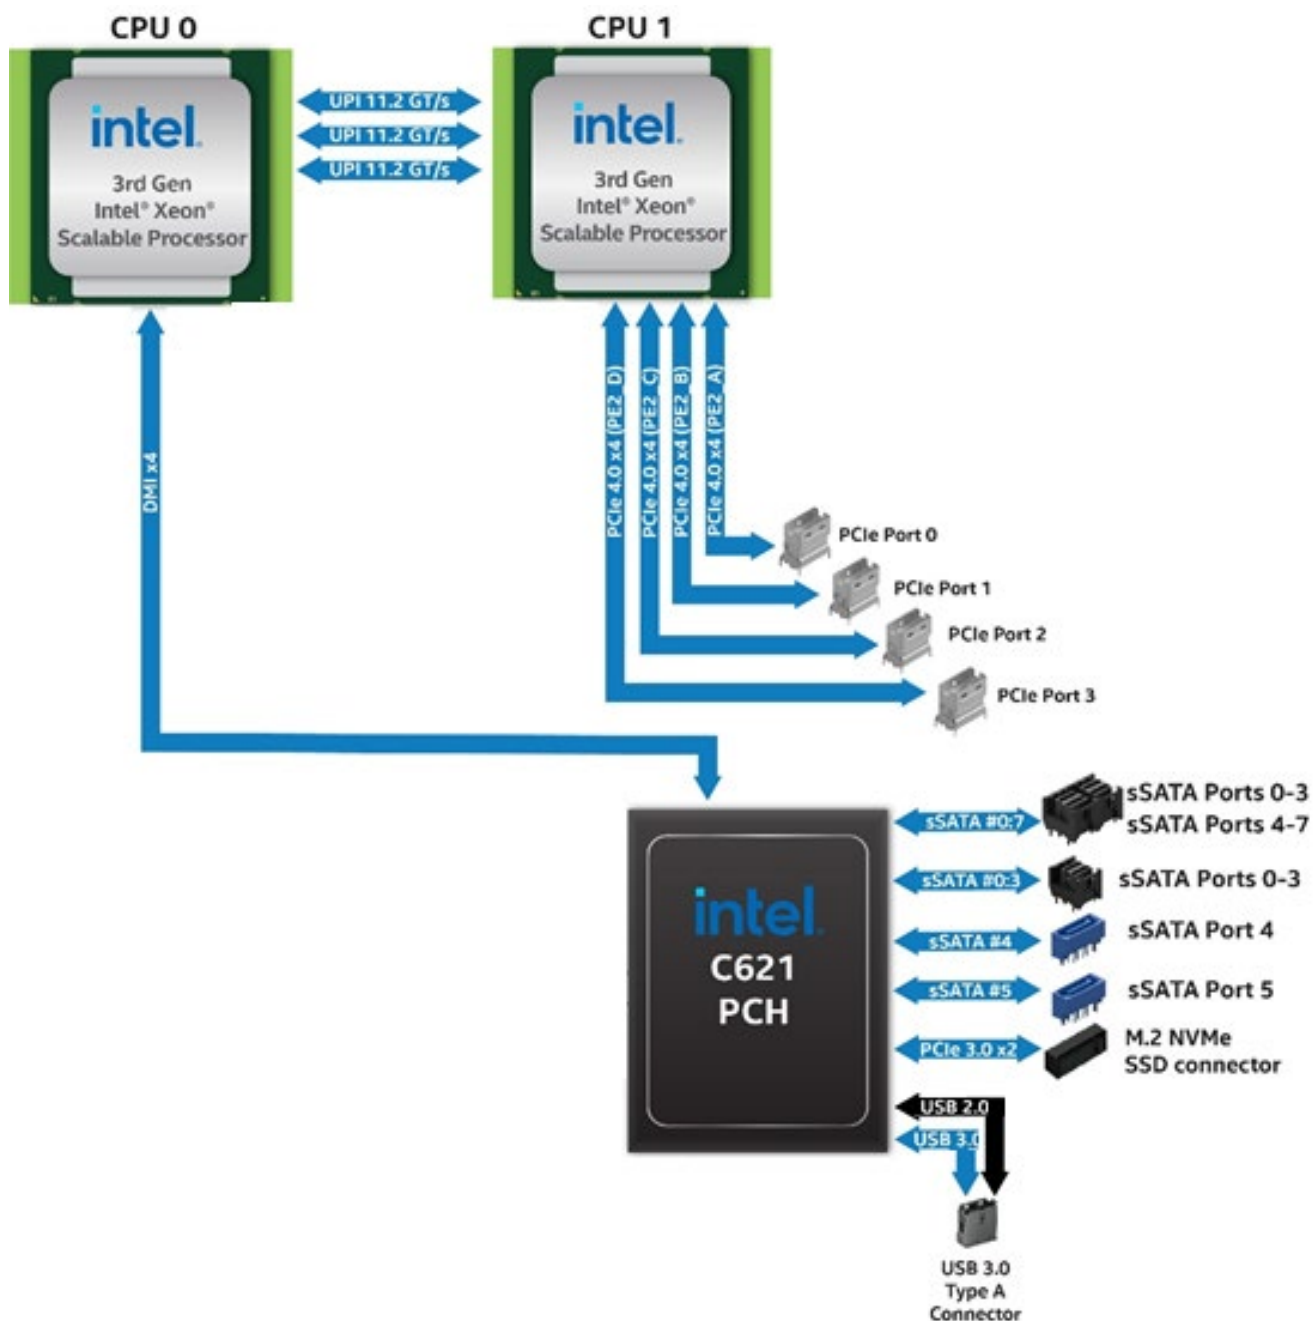 CPU 0
CPU 1
intel.
3rd Gen
Intel® Xeon®
Scalable Processor
UPI 11.2 GT/s
UPI 11.2 GT/s
UPI 11.2 GT/s
intel.
3rd Gen
Intel® Xeon®
Scalable Processor
DMI x4
PCIe 4.0 x4 (PE2_D)
PCIe 4.0 x4 (PE2_C)
PCIe 4.0 x4 (PE2_B)
PCIe 4.0 x4 (PE2_A)
PCIe Port 0
PCIe Port 1
PCIe Port 2
PCIe Port 3
intel.
C621
PCH
sSATA #0:7
sSATA Ports 0-3
sSATA Ports 4-7
sSATA #0:3
sSATA Ports 0-3
sSATA #4
sSATA Port 4
sSATA #5
sSATA Port 5
PCIe 3.0 x2
M.2 NVMe
SSD connector
USB 2.0
USB 3.0
USB 3.0
Type A
Connector